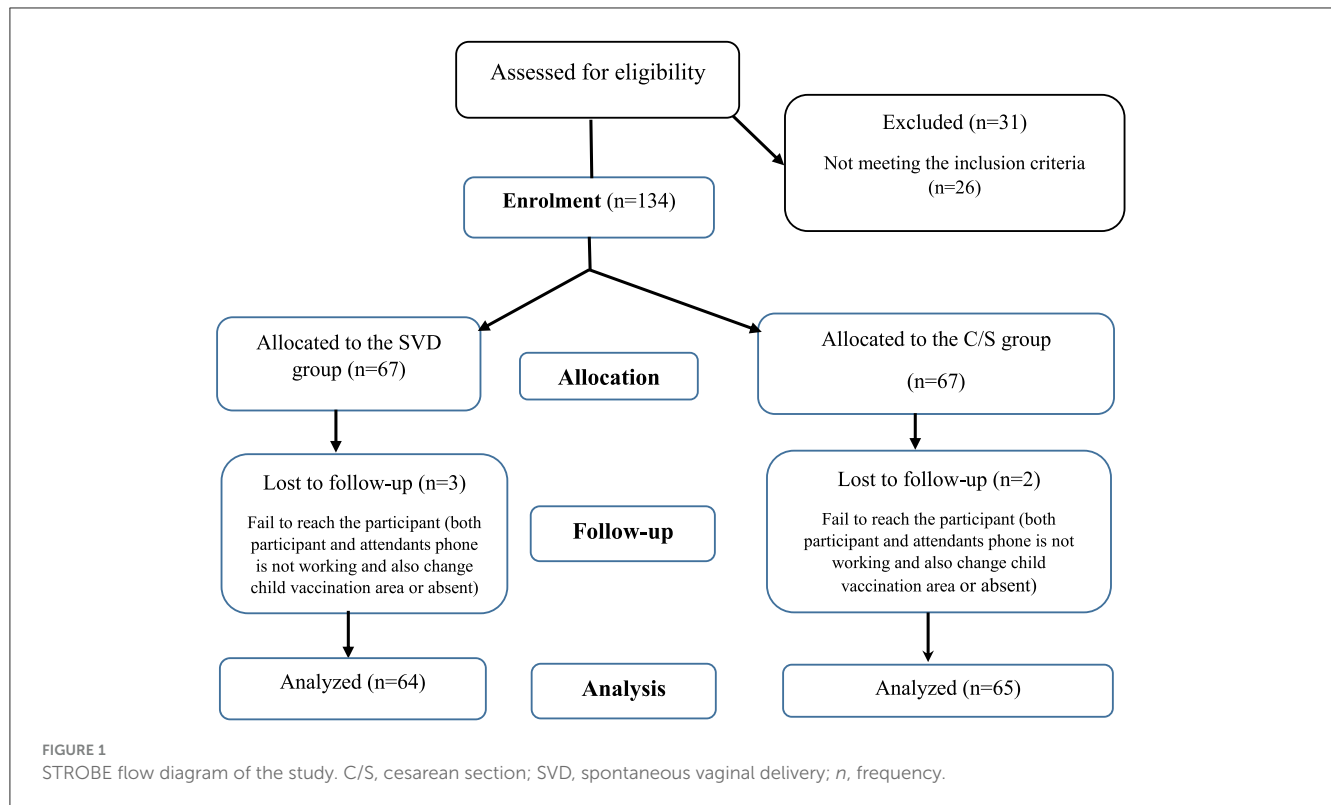 Assessed for eligibility
Excluded (n=31)
Not meeting the inclusion criteria
(n=26)
Enrolment (n=134)
Allocated to the SVD
group (n=67)
Allocation
Allocated to the C/S group
(n=67)
Lost to follow-up (n=3)
Fail to reach the participant (both
participant and attendants phone
is not working and also change
child vaccination area or absent)
Follow-up
Lost to follow-up (n=2)
Fail to reach the participant (both
participant and attendants phone is not
working and also change child
vaccination area or absent)
Analyzed (n=64)
Analysis
Analyzed (n=65)
FIGURE 1
STROBE flow diagram of the study. C/S, cesarean section; SVD, spontaneous vaginal delivery; n, frequency.